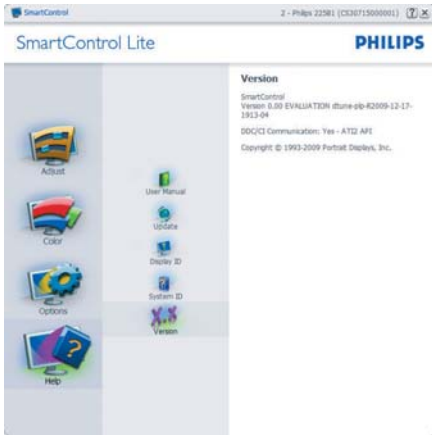 SmartControl
2 - Philips 225B1 (CS30715000001)
? X
SmartControl Lite
PHILIPS
Adjust
Color
Options
Help
User Manual
Update
Display ID
System ID
X.X
Version
Version
SmartControl
Version 0.00 EVALUATION dtune-plp-R2009-12-17-
1913-04
DDC/CI Communication: Yes - ATI2 API
Copyright © 1993-2009 Portrait Displays, Inc.